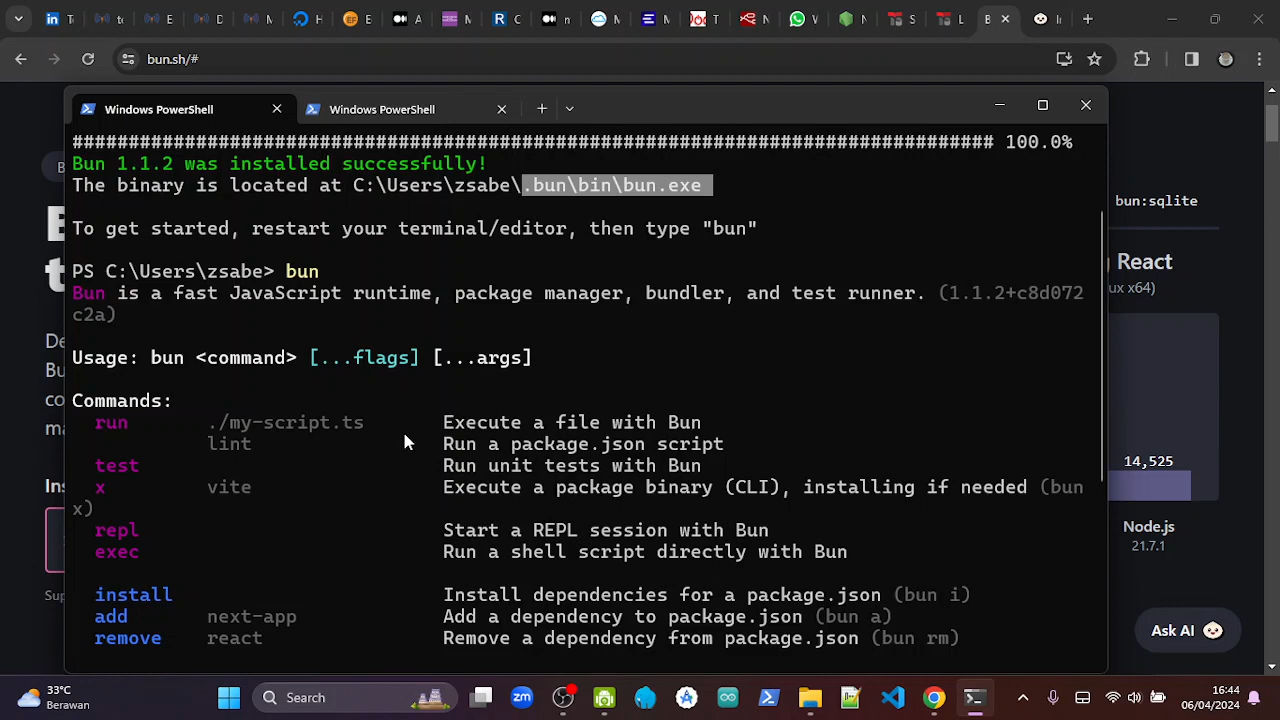 bun.sh/#
Windows PowerShell
Windows PowerShell
################################################################################## 100.0%
Bun 1.1.2 was installed successfully!
The binary is located at C:\Users\zsabe\.bun\bin\bun.exe
To get started, restart your terminal/editor, then type "bun"
PS C:\Users\zsabe> bun
Bun is a fast JavaScript runtime, package manager, bundler, and test runner. (1.1.2+c8d072
c2a)
Usage: bun <command> [...flags] [...args]
Commands:
run ./my-script.ts Execute a file with Bun
lint Run a package.json script
test Run unit tests with Bun
x vite Execute a package binary (CLI), installing if needed (bun
x)
repl Start a REPL session with Bun
exec Run a shell script directly with Bun
install Install dependencies for a package.json (bun i)
add next-app Add a dependency to package.json (bun a)
remove react Remove a dependency from package.json (bun rm)
bun:sqlite
React
ux x64)
14,525
Node.js
21.7.1
Ask AI
33°C
Berawan
Search
16:44
06/04/2024